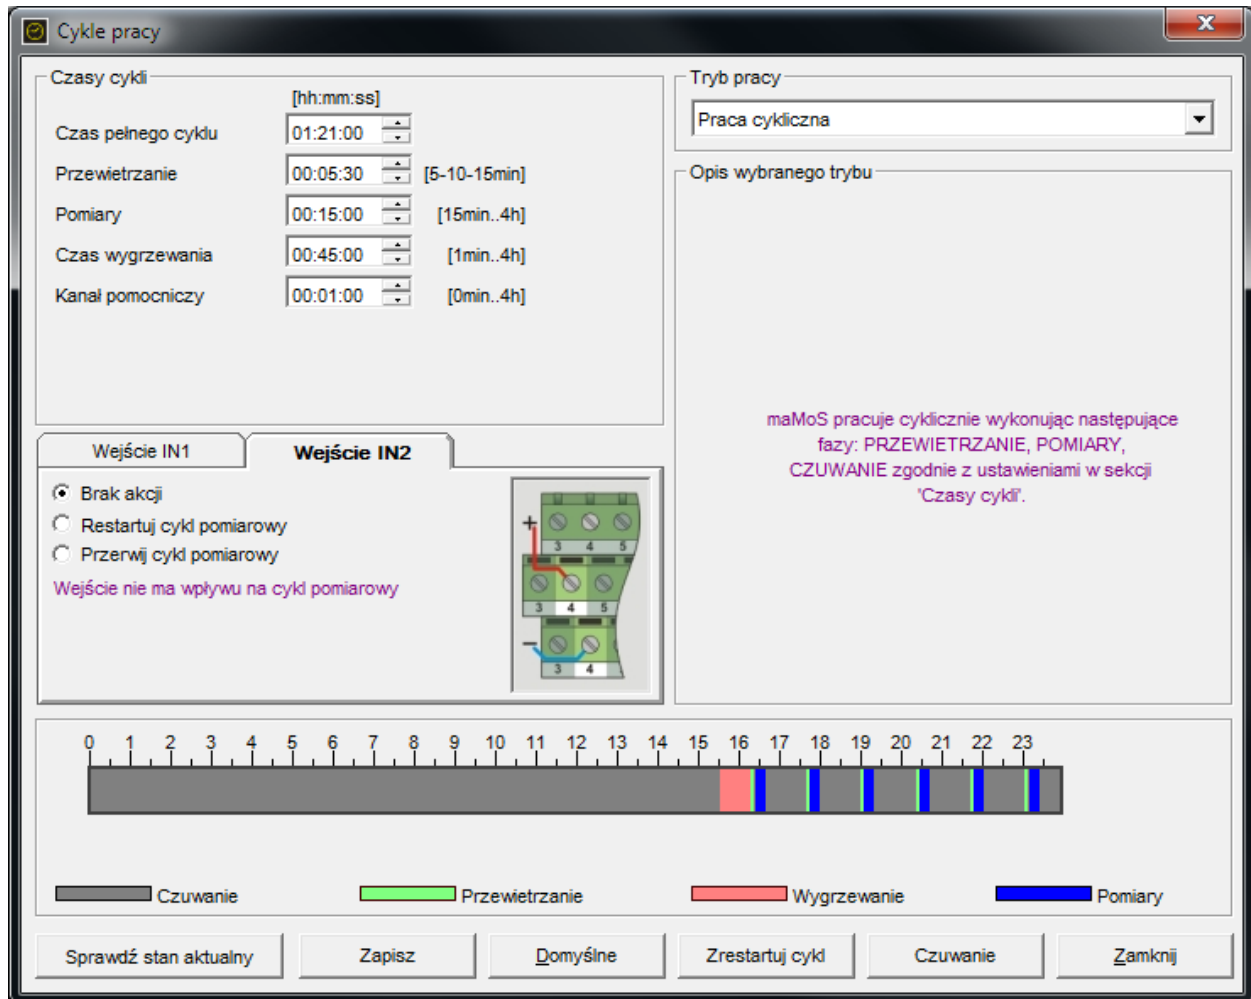 Cykle pracy
Czasy cykli
[hh:mm:ss]
Czas pełnego cyklu 01:21:00
Przewietrzanie 00:05:30 [5-10-15min]
Pomiary 00:15:00 [15min..4h]
Czas wygrzewania 00:45:00 [1min..4h]
Kanał pomocniczy 00:01:00 [0min..4h]
Tryb pracy
Praca cykliczna
Opis wybranego trybu
maMoS pracuje cyklicznie wykonując następujące
fazy: PRZEWIETRZANIE, POMIARY,
CZUWANIE zgodnie z ustawieniami w sekcji
'Czasy cykli'.
Wejście IN1 Wejście IN2
Brak akcji
Restartuj cykl pomiarowy
Przerwij cykl pomiarowy
Wejście nie ma wpływu na cykl pomiarowy
+
3 4 5
3 4 5
−
3 4
0 1 2 3 4 5 6 7 8 9 10 11 12 13 14 15 16 17 18 19 20 21 22 23
Czuwanie Przewietrzanie Wygrzewanie Pomiary
Sprawdź stan aktualny Zapisz Domyślne Zrestartuj cykl Czuwanie Zamknij